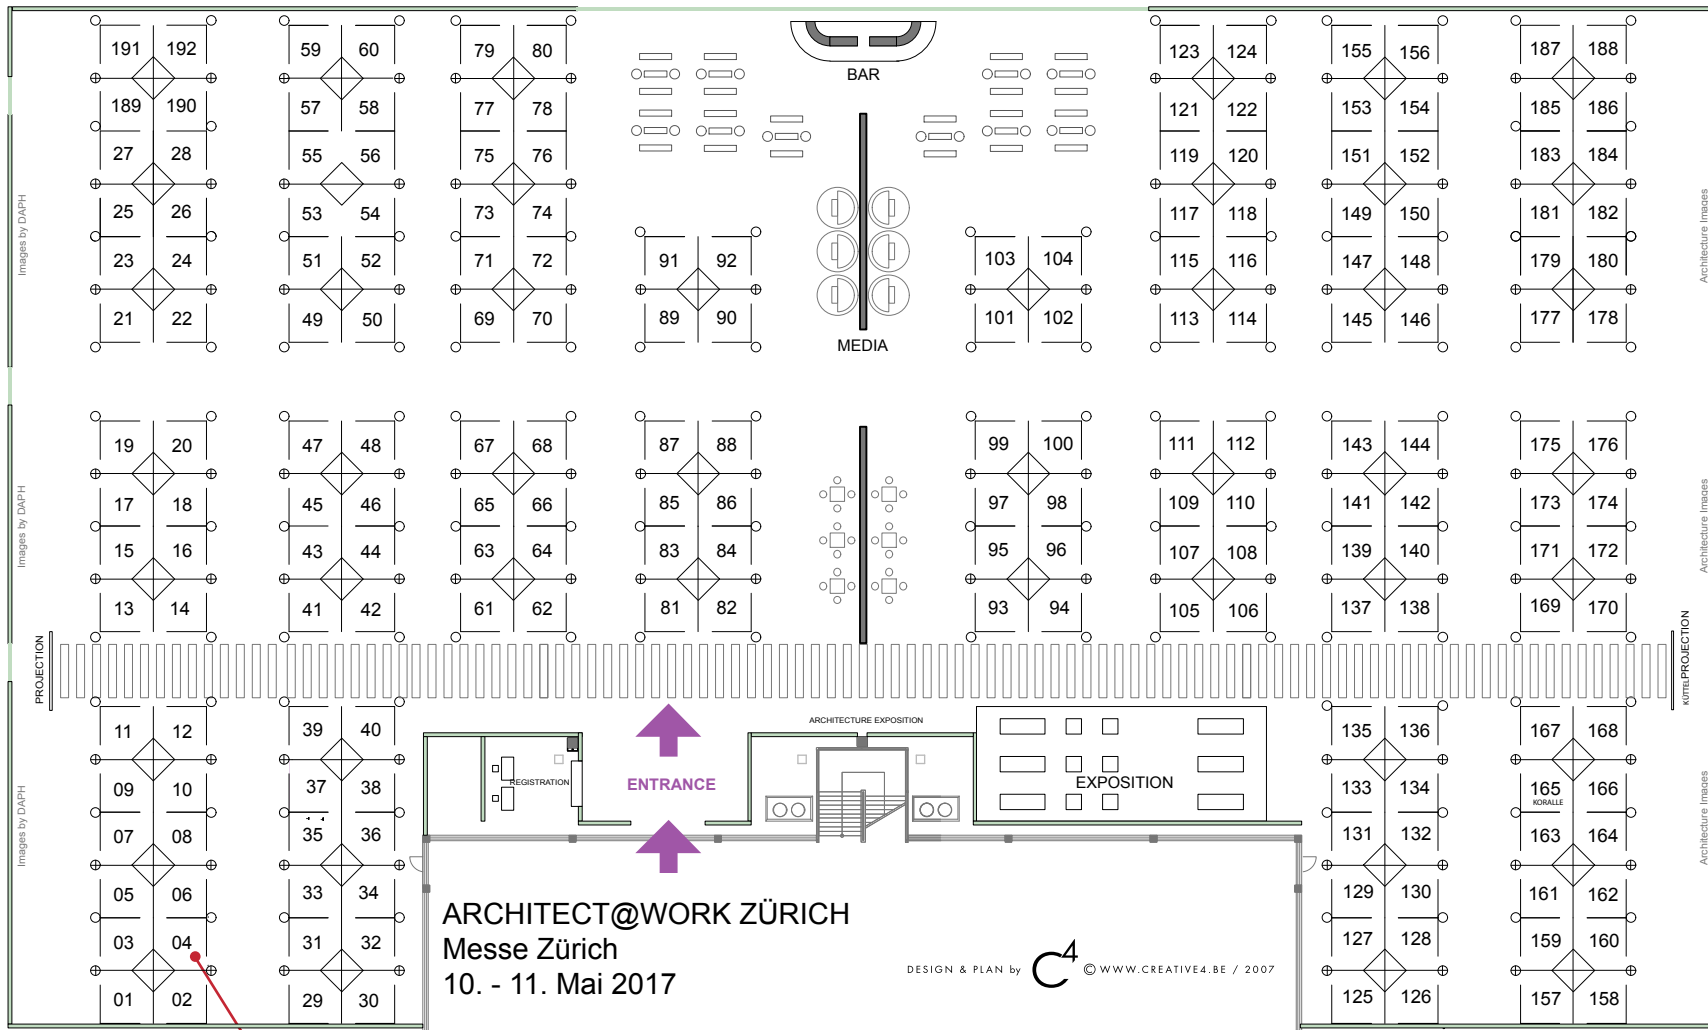 191 192 59 60 79 80 BAR 123 124 155 156 187 188
189 190 57 58 77 78 121 122 153 154 185 186
27 28 55 56 75 76 119 120 151 152 183 184
25 26 53 54 73 74 117 118 149 150 181 182
Images by DAPH
Architecture Images
23 24 51 52 71 72 91 92 103 104 115 116 147 148 179 180
21 22 49 50 69 70 89 90 101 102 113 114 145 146 177 178
MEDIA
19 20 47 48 67 68 87 88 99 100 111 112 143 144 175 176
17 18 45 46 65 66 85 86 97 98 109 110 141 142 173 174
Images by DAPH
Architecture Images
15 16 43 44 63 64 83 84 95 96 107 108 139 140 171 172
13 14 41 42 61 62 81 82 93 94 105 106 137 138 169 170
PROJECTION
KÜTTEL PROJECTION
11 12 39 40 135 136 167 168
ARCHITECTURE EXPOSITION
REGISTRATION
ENTRANCE
EXPOSITION
09 10 37 38 133 134 165 166
KORALLE
Images by DAPH
Architecture Images
07 08 35 36 131 132 163 164
05 06 33 34 129 130 161 162
03 04 31 32 127 128 159 160
01 02 29 30 125 126 157 158
ARCHITECT@WORK ZÜRICH
Messe Zürich
10. - 11. Mai 2017
DESIGN & PLAN by C4 © WWW.CREATIVE4.BE / 2007